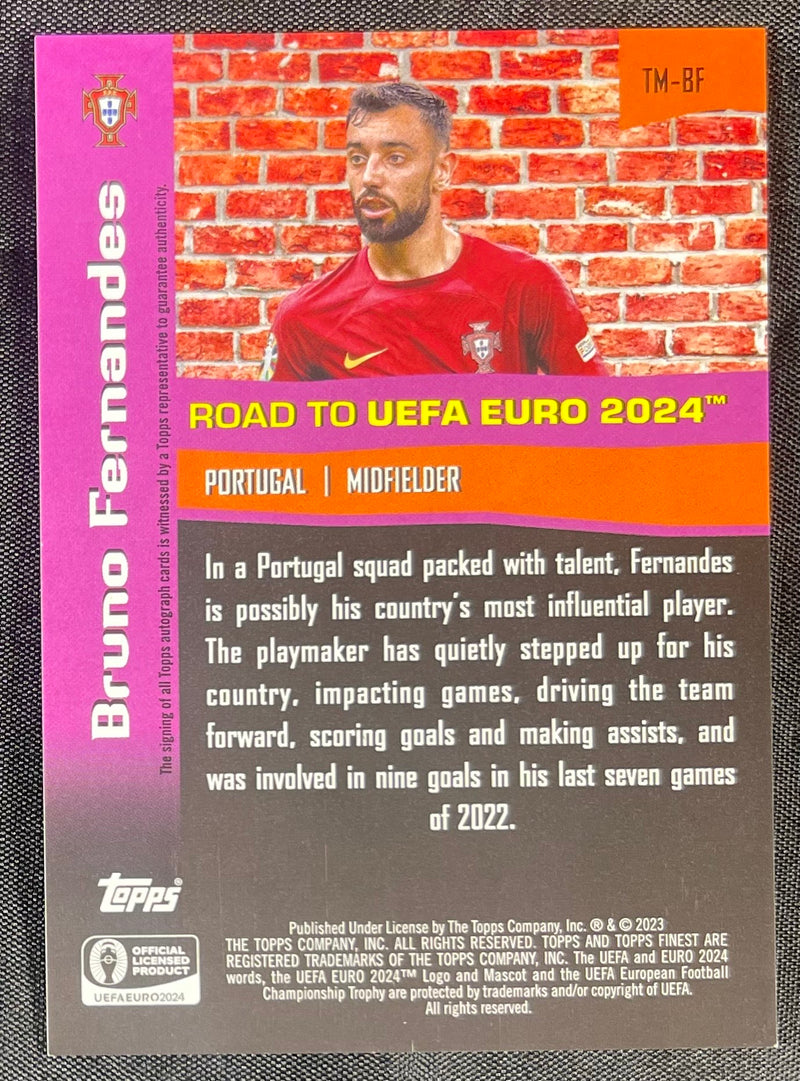 TM-BF
Bruno Fernandes
The signing of all Topps autograph cards is witnessed by a Topps representative to guarantee authenticity.
ROAD TO UEFA EURO 2024™
PORTUGAL | MIDFIELDER
In a Portugal squad packed with talent, Fernandes
is possibly his country's most influential player.
The playmaker has quietly stepped up for his
country, impacting games, driving the team
forward, scoring goals and making assists, and
was involved in nine goals in his last seven games
of 2022.
topps®
OFFICIAL
LICENSED
PRODUCT
UEFA EURO2024
Published Under License by The Topps Company, Inc. ® & © 2023
THE TOPPS COMPANY, INC. ALL RIGHTS RESERVED. TOPPS AND TOPPS FINEST ARE
REGISTERED TRADEMARKS OF THE TOPPS COMPANY, INC. The UEFA and EURO 2024
words, the UEFA EURO 2024™ Logo and Mascot and the UEFA European Football
Championship Trophy are protected by trademarks and/or copyright of UEFA.
All rights reserved.